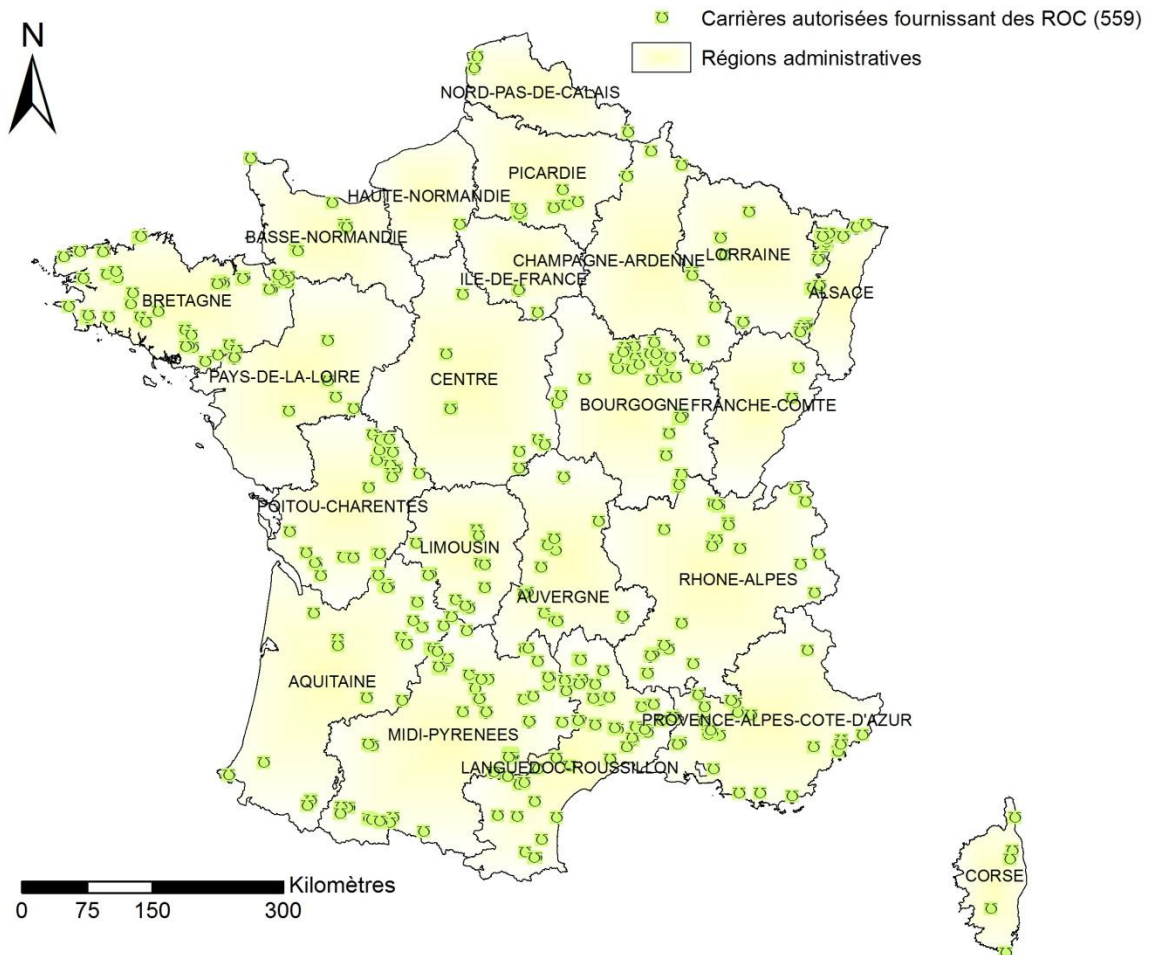 Carrières autorisées fournissant des ROC (559)
Régions administratives
N
NORD-PAS-DE-CALAIS
PICARDIE
HAUTE-NORMANDIE
BASSE-NORMANDIE
CHAMPAGNE-ARDENNE
LORRAINE
ILE-DE-FRANCE
ALSACE
BRETAGNE
PAYS-DE-LA-LOIRE
CENTRE
BOURGOGNE
FRANCHE-COMTE
POITOU-CHARENTES
LIMOUSIN
AUVERGNE
RHONE-ALPES
AQUITAINE
MIDI-PYRENEES
PROVENCE-ALPES-COTE-D'AZUR
LANGUEDOC-ROUSSILLON
CORSE
Kilomètres
0 75 150 300